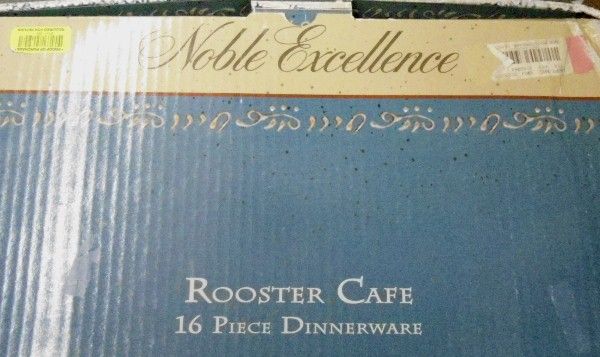 Noble Excellence
ROOSTER CAFE
16 PIECE DINNERWARE